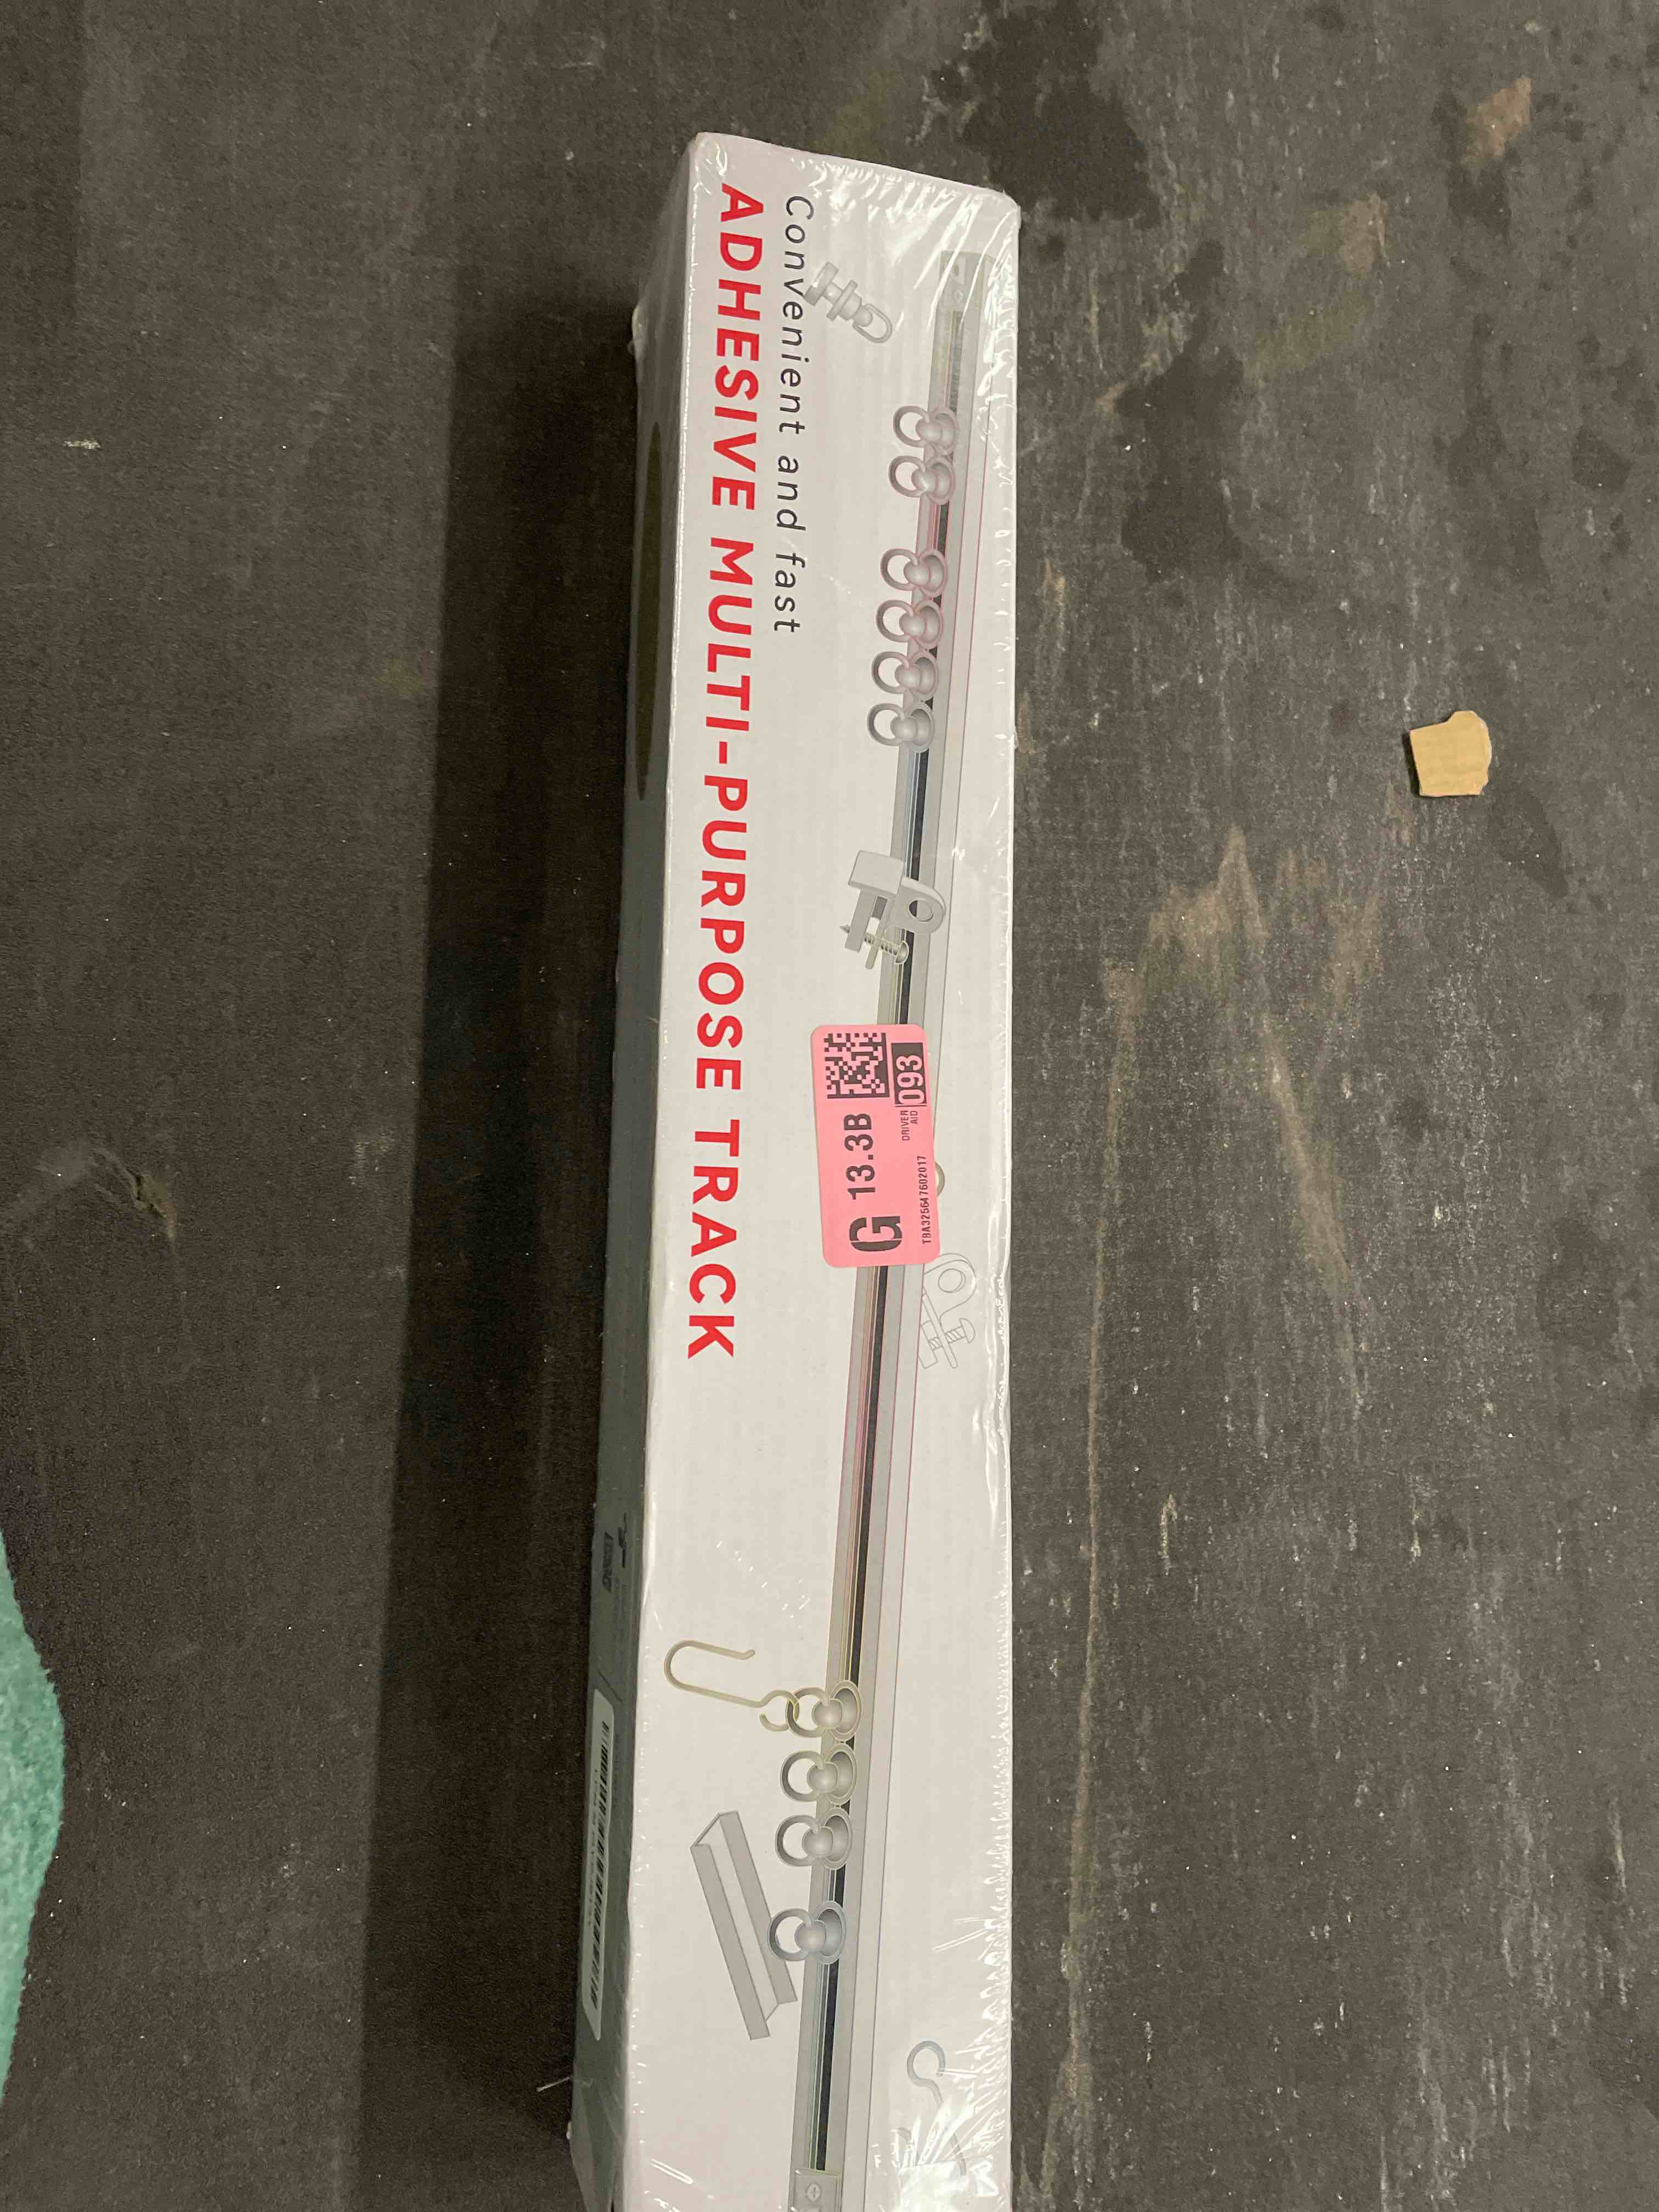 Convenient and fast
ADHESIVE MULTI-PURPOSE TRACK
093
DRIVER
AID
G 13.3B
TBA325647602017